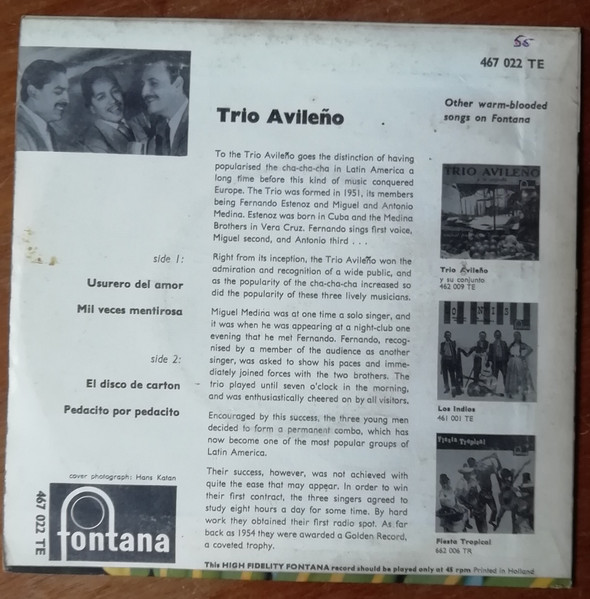 55
467 022 TE
Trio Avileño
Other warm-blooded
songs on Fontana
To the Trio Avileño goes the distinction of having
popularised the cha-cha-cha in Latin America a
long time before this kind of music conquered
Europe. The Trio was formed in 1951, its members
being Fernando Estenoz and Miguel and Antonio
Medina. Estenoz was born in Cuba and the Medina
Brothers in Vera Cruz. Fernando sings first voice,
Miguel second, and Antonio third . . .
Right from its inception, the Trio Avileño won the
admiration and recognition of a wide public, and
as the popularity of the cha-cha-cha increased so
did the popularity of these three lively musicians.
Miguel Medina was at one time a solo singer, and
it was when he was appearing at a night-club one
evening that he met Fernando. Fernando, recog-
nised by a member of the audience as another
singer, was asked to show his paces and imme-
diately joined forces with the two brothers. The
trio played until seven o'clock in the morning,
and was enthusiastically cheered on by all visitors.
Encouraged by this success, the three young men
decided to form a permanent combo, which has
now become one of the most popular groups of
Latin America.
Their success, however, was not achieved with
quite the ease that may appear. In order to win
their first contract, the three singers agreed to
study eight hours a day for some time. By hard
work they obtained their first radio spot. As far
back as 1954 they were awarded a Golden Record,
a coveted trophy.
side 1:
Usurero del amor
Mil veces mentirosa
side 2:
El disco de carton
Pedacito por pedacito
cover photograph: Hans Katan
467 022 TE
fontana
TRIO AVILEÑO
Trio Avileño
y su conjunto
462 009 TE
Los Indios
461 001 TE
Fiesta Tropical
Fiesta Tropical
662 006 TR
This HIGH FIDELITY FONTANA record should be played only at 45 rpm Printed in Holland